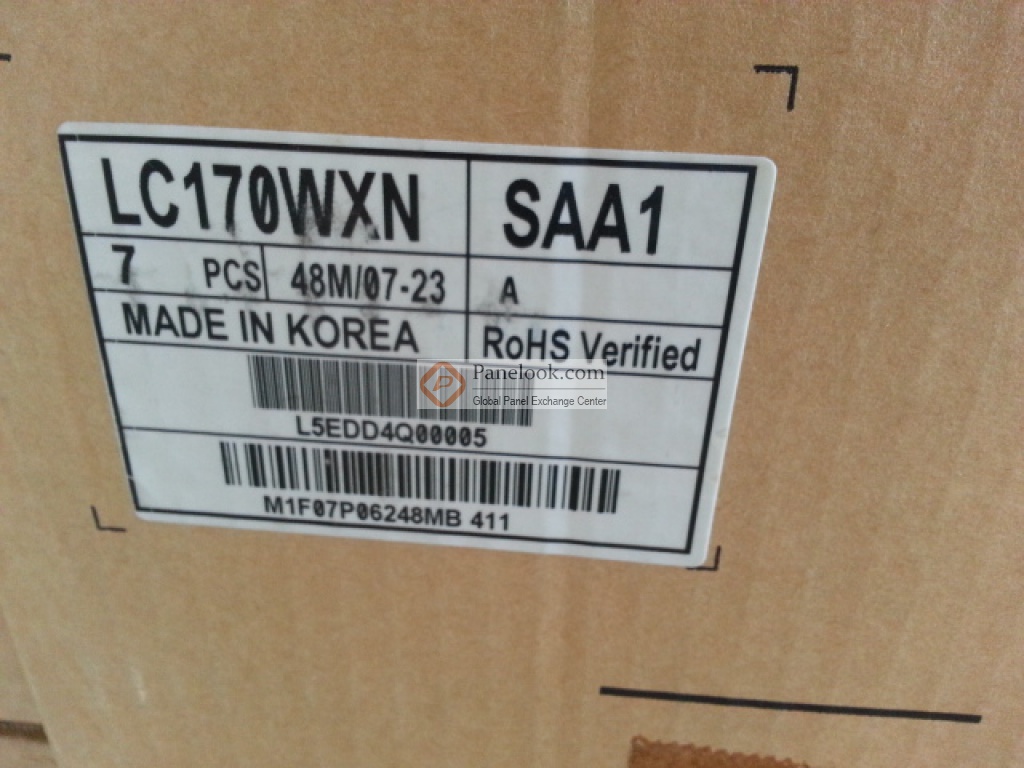 LC170WXN SAA1
7 PCS 48M/07-23 A
MADE IN KOREA RoHS Verified
Panelook.com
Global Panel Exchange Center
L5EDD4Q00005
M1F07P06248MB 411